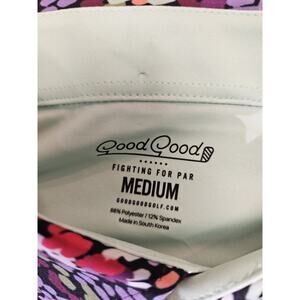 Good Good
FIGHTING FOR PAR
MEDIUM
GOODGOODGOLF.COM
88% Polyester / 12% Spandex
Made in South Korea